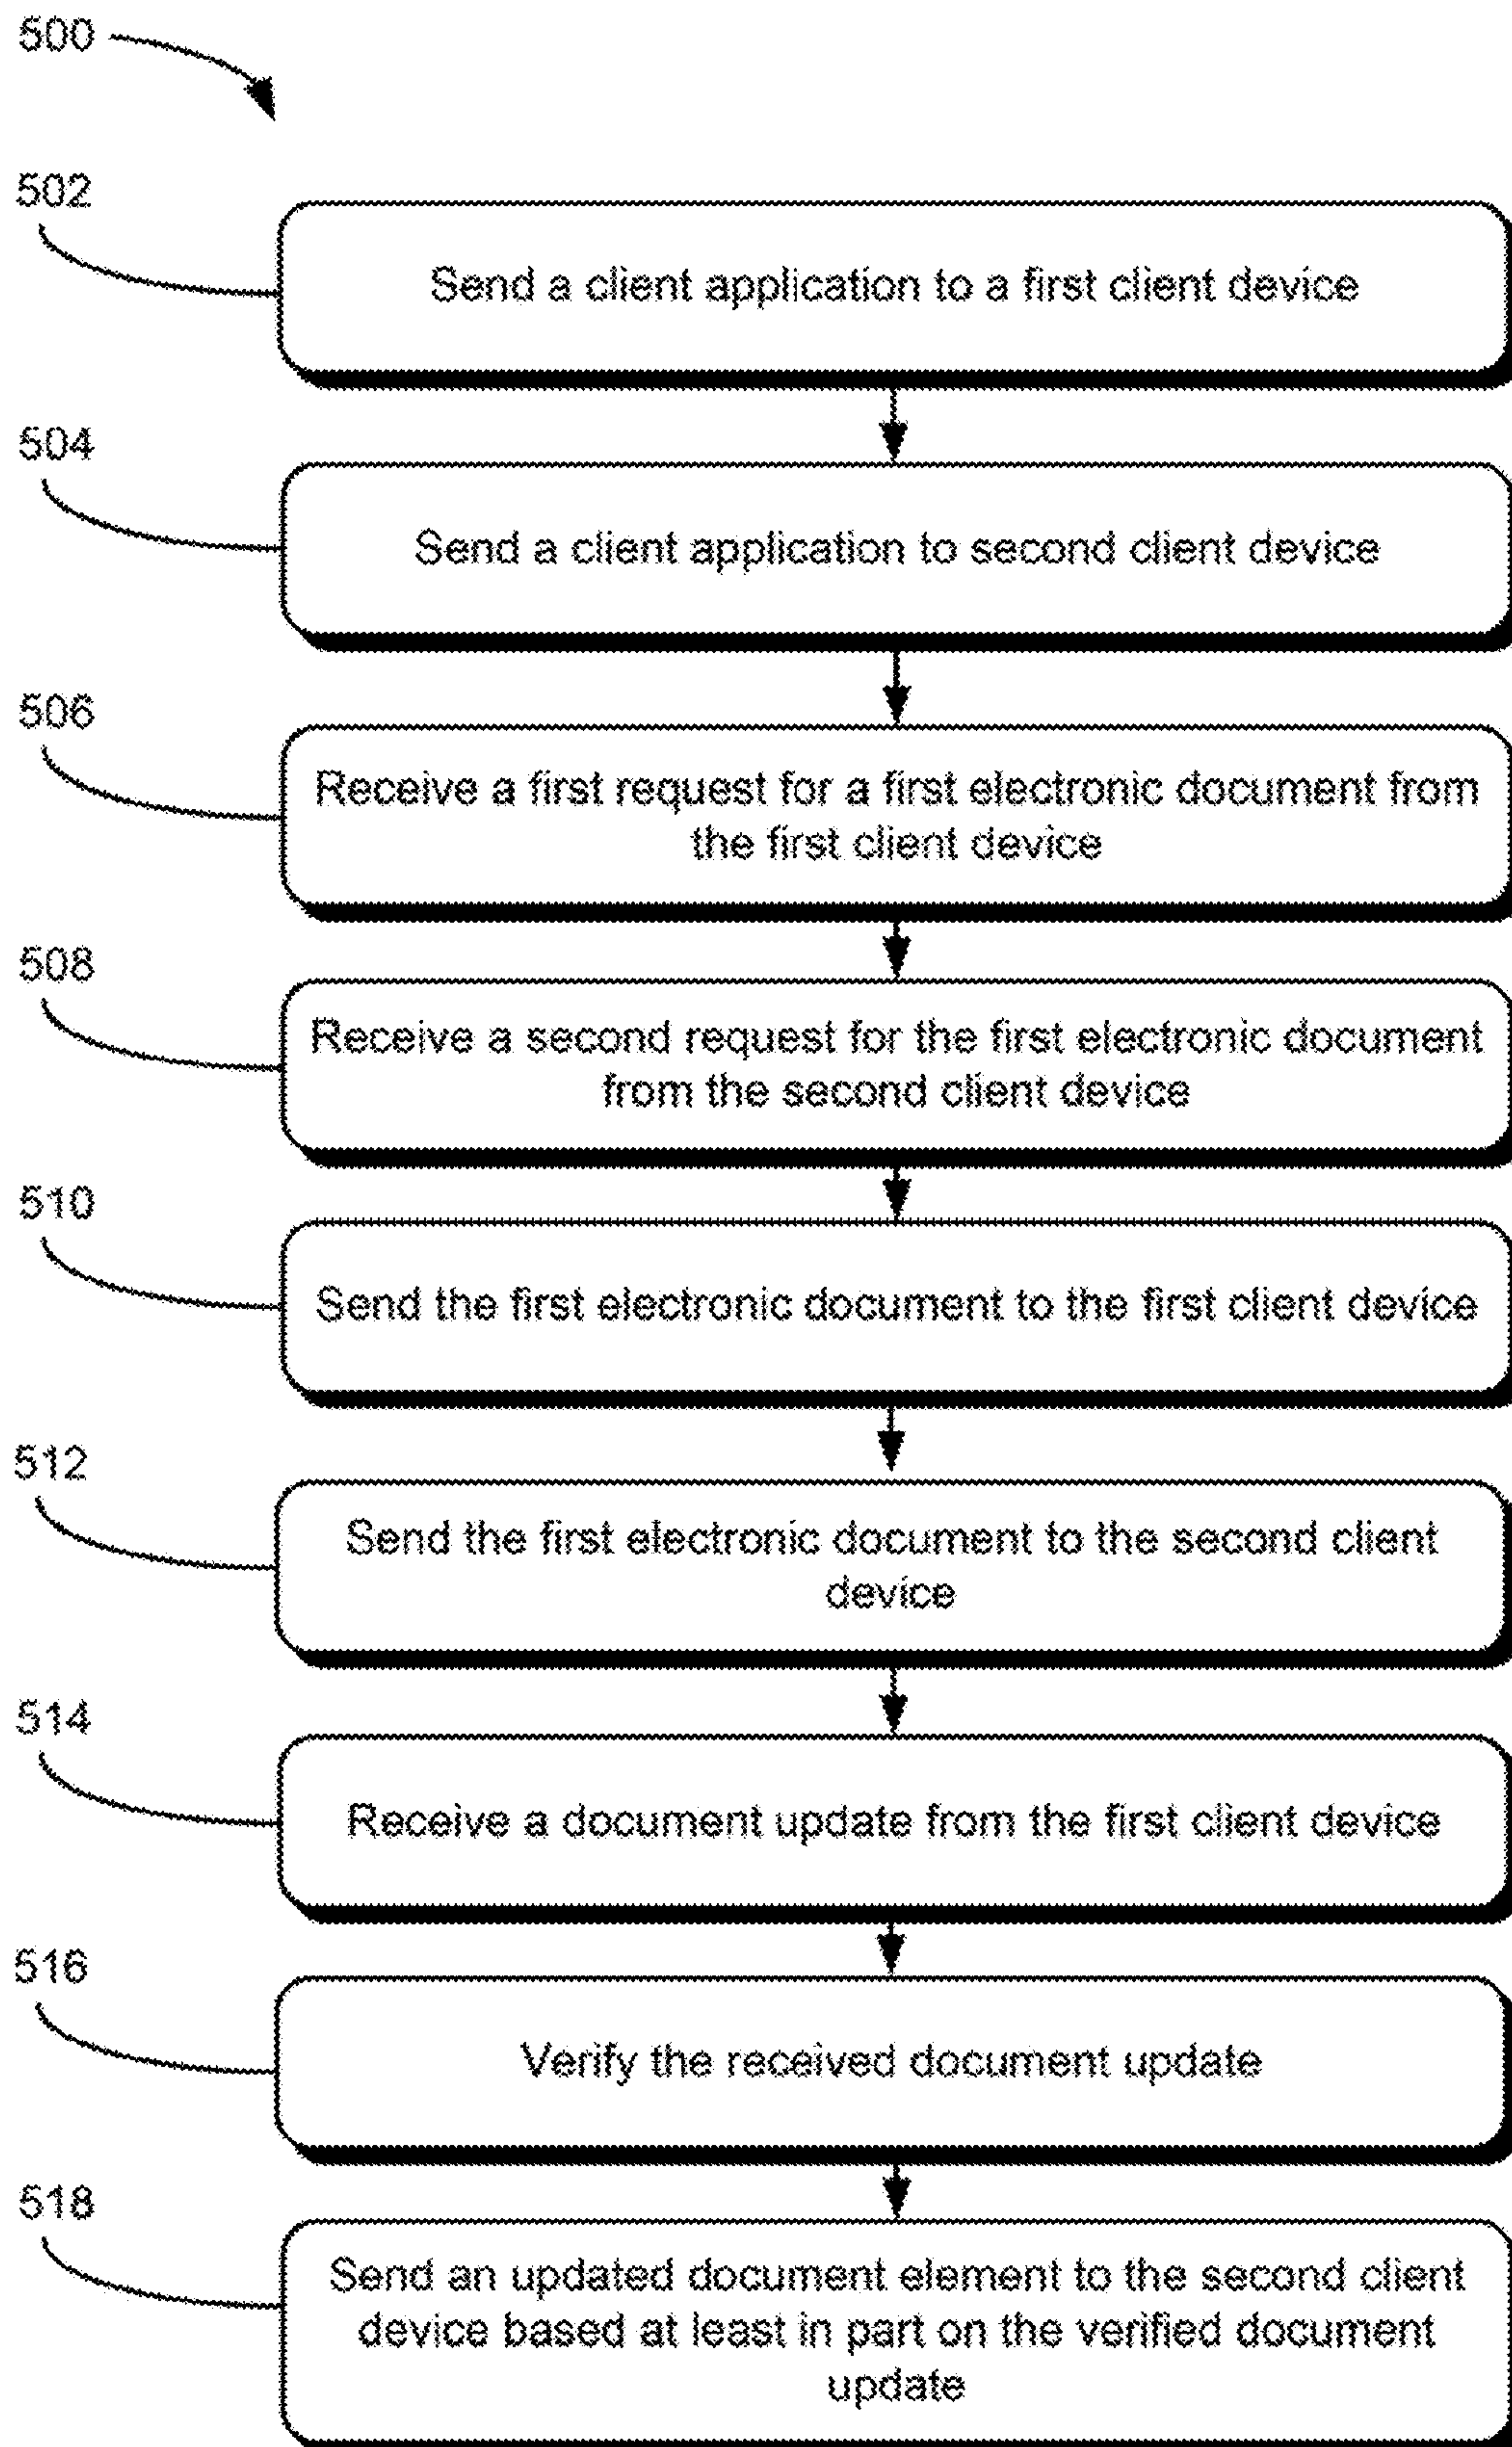 500
502
Send a client application to a first client device
504
Send a client application to second client device
506
Receive a first request for a first electronic document from
the first client device
508
Receive a second request for the first electronic document
from the second client device
510
Send the first electronic document to the first client device
512
Send the first electronic document to the second client
device
514
Receive a document update from the first client device
516
Verify the received document update
518
Send an updated document element to the second client
device based at least in part on the verified document
update